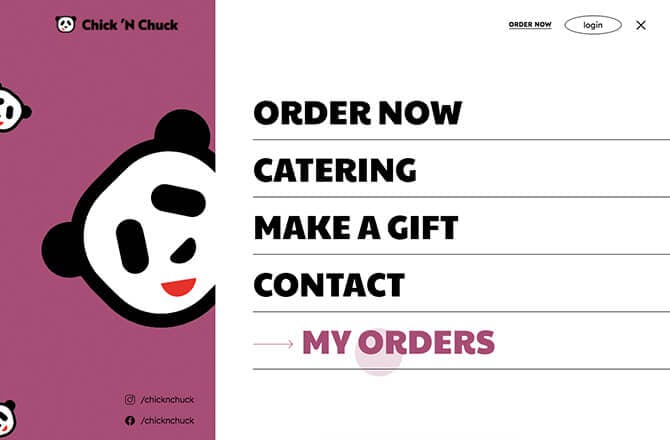 Chick 'N Chuck
ORDER NOW
login
ORDER NOW
CATERING
MAKE A GIFT
CONTACT
MY ORDERS
/chicknchuck
/chicknchuck